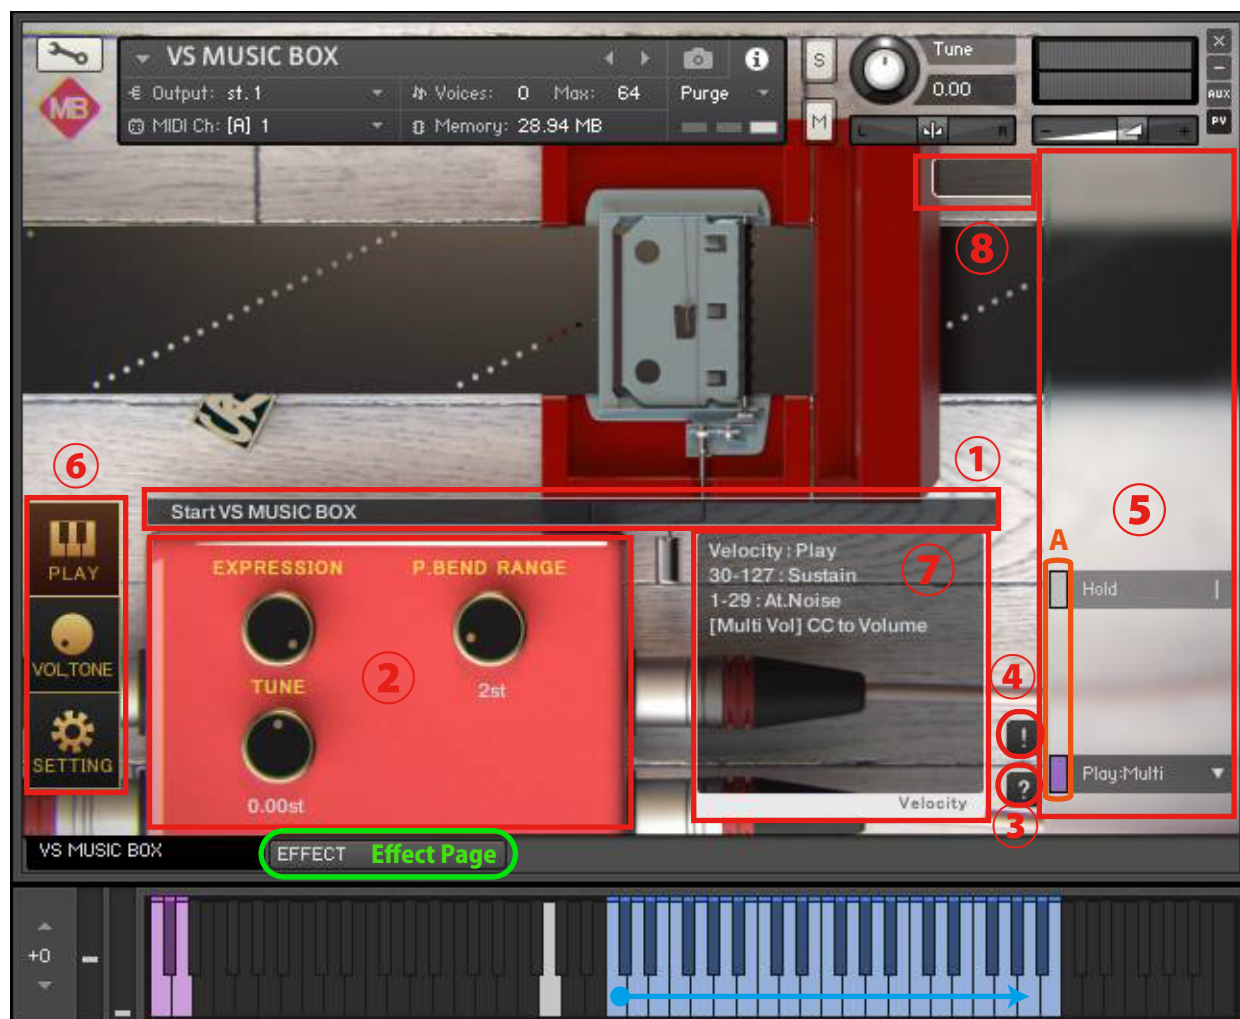 VS MUSIC BOX
S
Tune
AUX
MB
Output: st.1
Voices: 0 Max: 64
Purge
0.00
PV
MIDI Ch: [A] 1
Memory: 28.94 MB
M
L
R
- +
8
1
6
5
Start VS MUSIC BOX
A
PLAY
EXPRESSION
P.BEND RANGE
Velocity : Play
7
30-127 : Sustain
Hold
1-29 : At.Noise
[Multi Vol] CC to Volume
VOL,TONE
2
4
TUNE
2st
!
SETTING
Play:Multi
?
0.00st
Velocity
3
VS MUSIC BOX
EFFECT
Effect Page
+0